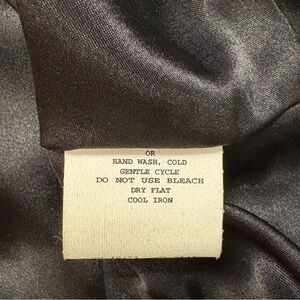 OR
HAND WASH, COLD
GENTLE CYCLE
DO NOT USE BLEACH
DRY FLAT
COOL IRON